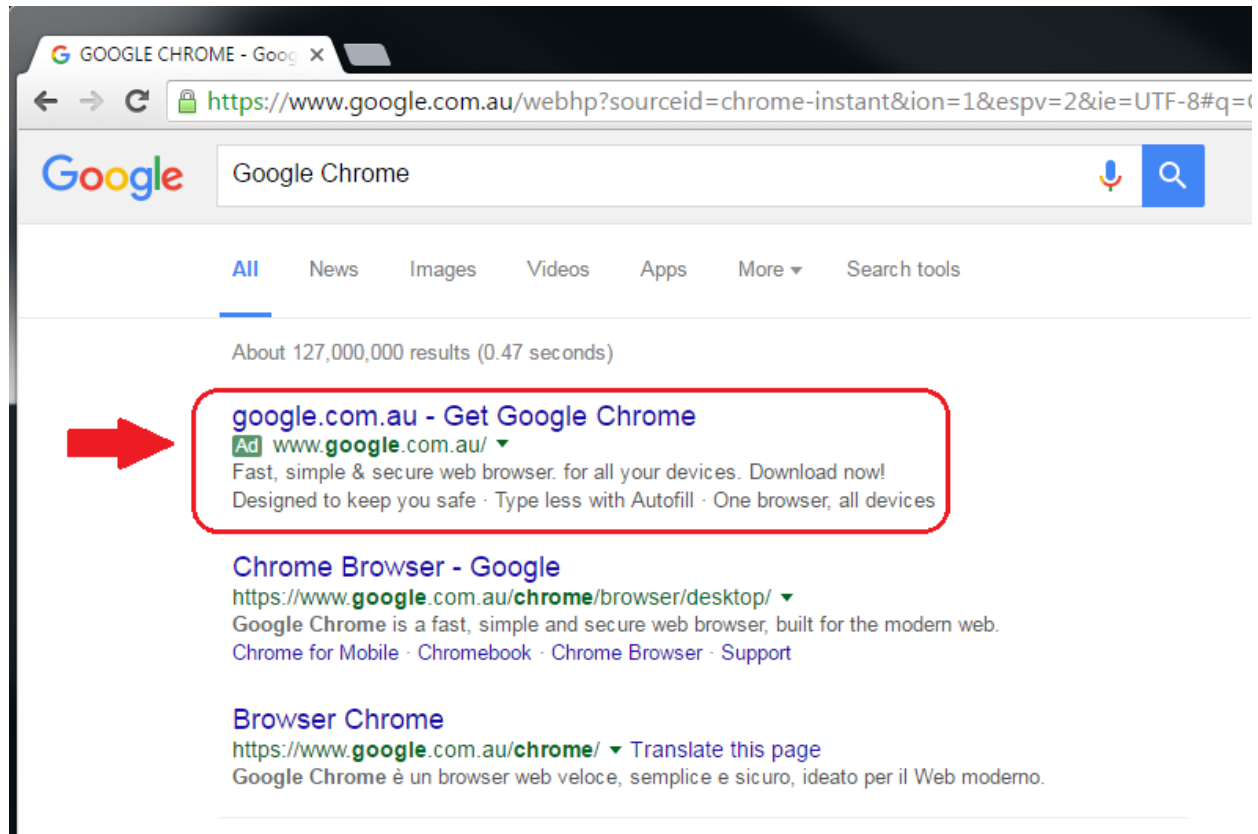 GOOGLE CHROME - Goog
https://www.google.com.au/webhp?sourceid=chrome-instant&ion=1&espv=2&ie=UTF-8#q=
Google Google Chrome
All News Images Videos Apps More Search tools
About 127,000,000 results (0.47 seconds)
google.com.au - Get Google Chrome
Ad www.google.com.au/
Fast, simple & secure web browser. for all your devices. Download now!
Designed to keep you safe · Type less with Autofill · One browser, all devices
Chrome Browser - Google
https://www.google.com.au/chrome/browser/desktop/
Google Chrome is a fast, simple and secure web browser, built for the modern web.
Chrome for Mobile · Chromebook · Chrome Browser · Support
Browser Chrome
https://www.google.com.au/chrome/ Translate this page
Google Chrome è un browser web veloce, semplice e sicuro, ideato per il Web moderno.